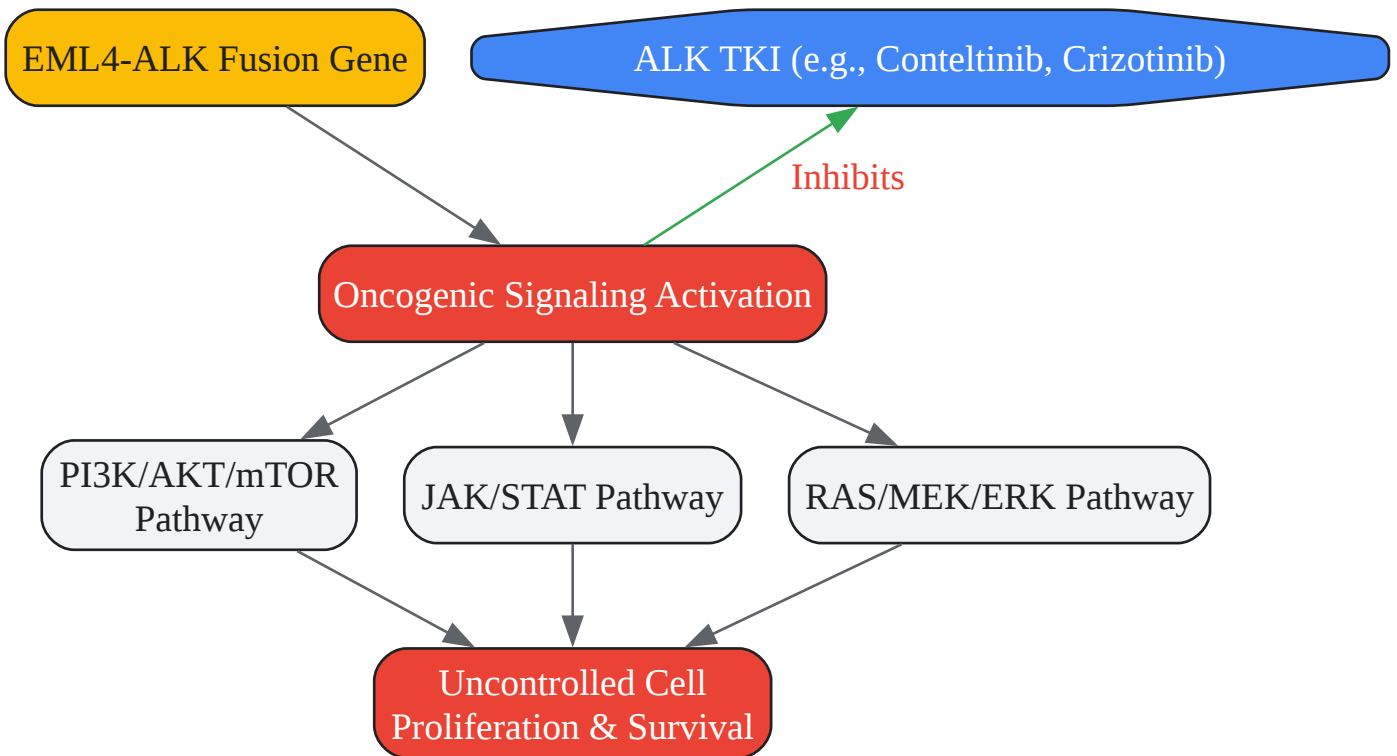 EML4-ALK Fusion Gene
ALK TKI (e.g., Conteltinib, Crizotinib)
Inhibits
Oncogenic Signaling Activation
PI3K/AKT/mTOR
Pathway
JAK/STAT Pathway
RAS/MEK/ERK Pathway
Uncontrolled Cell
Proliferation & Survival